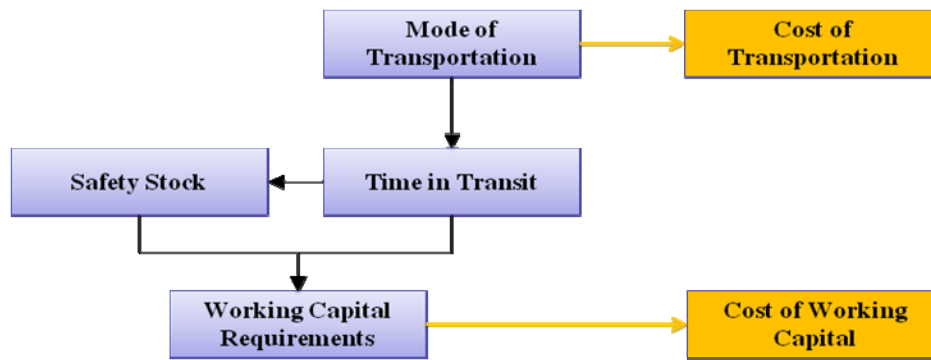 Mode of
Transportation
Cost of
Transportation
Safety Stock
Time in Transit
Working Capital
Requirements
Cost of Working
Capital